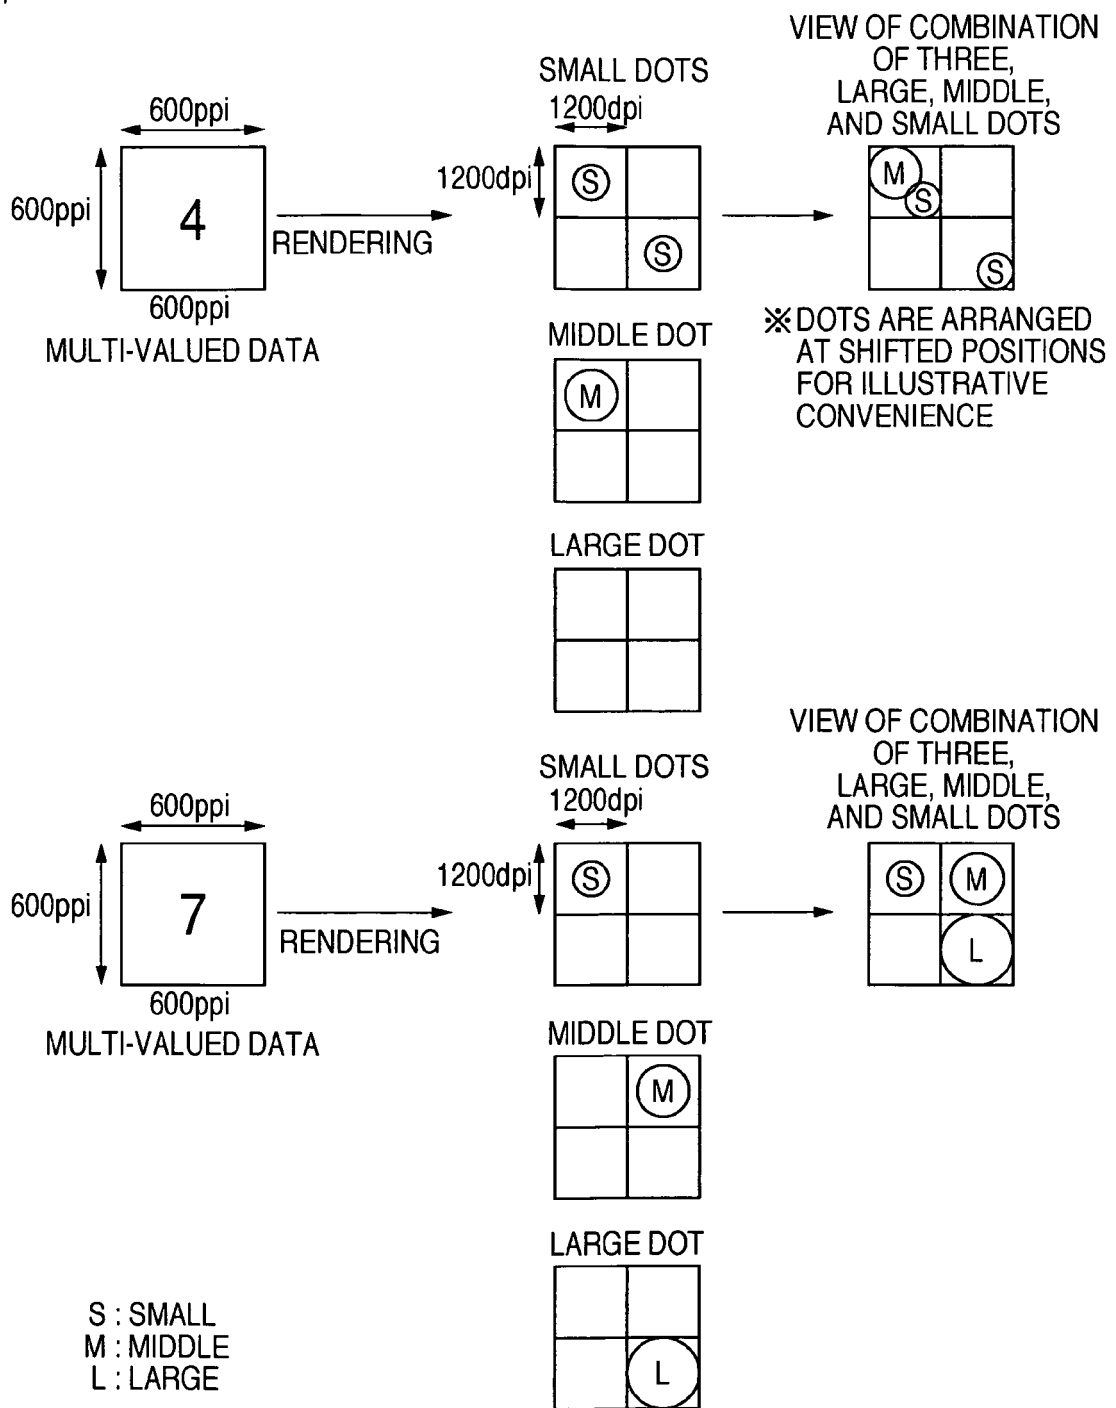 VIEW OF COMBINATION
OF THREE,
LARGE, MIDDLE,
AND SMALL DOTS
SMALL DOTS
600ppi
1200dpi
600ppi
4
RENDERING
1200dpi
S
S
M
S
S
600ppi
MULTI-VALUED DATA
※DOTS ARE ARRANGED
AT SHIFTED POSITIONS
FOR ILLUSTRATIVE
CONVENIENCE
MIDDLE DOT
M
LARGE DOT
VIEW OF COMBINATION
OF THREE,
LARGE, MIDDLE,
AND SMALL DOTS
SMALL DOTS
600ppi
1200dpi
600ppi
7
RENDERING
1200dpi
S
S
M
L
600ppi
MULTI-VALUED DATA
MIDDLE DOT
M
LARGE DOT
L
S : SMALL
M : MIDDLE
L : LARGE